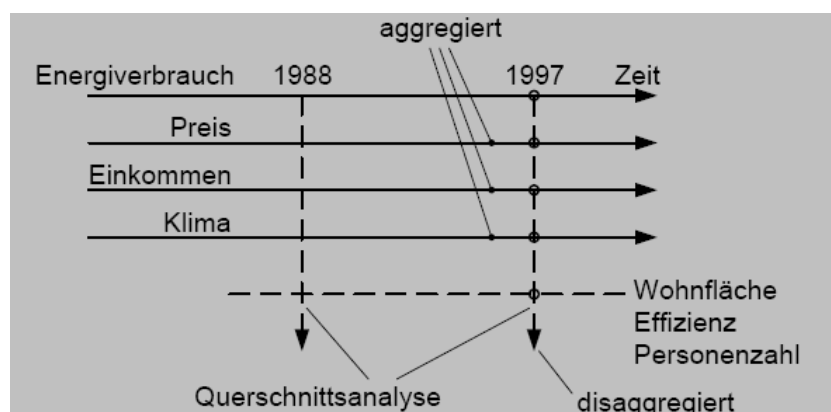 aggregiert
Energiverbrauch 1988 1997 Zeit
Preis
Einkommen
Klima
Wohnfläche
Effizienz
Personenzahl
Querschnittsanalyse disaggregiert